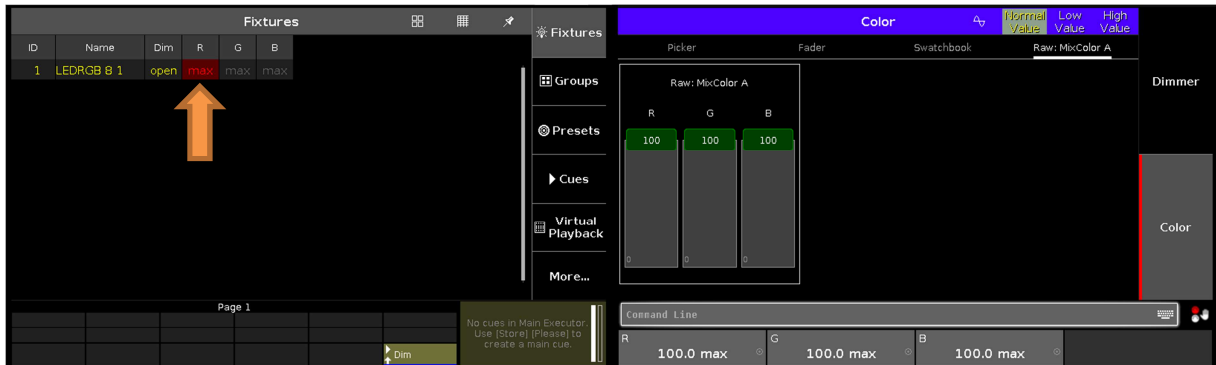 Fixtures
ID Name Dim R G B
1 LEDRGB 8 1 open max max max
Fixtures
Groups
Presets
Cues
Virtual
Playback
More...
Page 1
Dim
No cues in Main Executor.
Use [Store] [Please] to
create a main cue.
Color
Normal
Value
Low
Value
High
Value
Picker Fader Swatchbook Raw: MixColor A
Raw: MixColor A
R G B
100 100 100
0 0 0
Dimmer
Color
Command Line
R G B
100.0 max 100.0 max 100.0 max